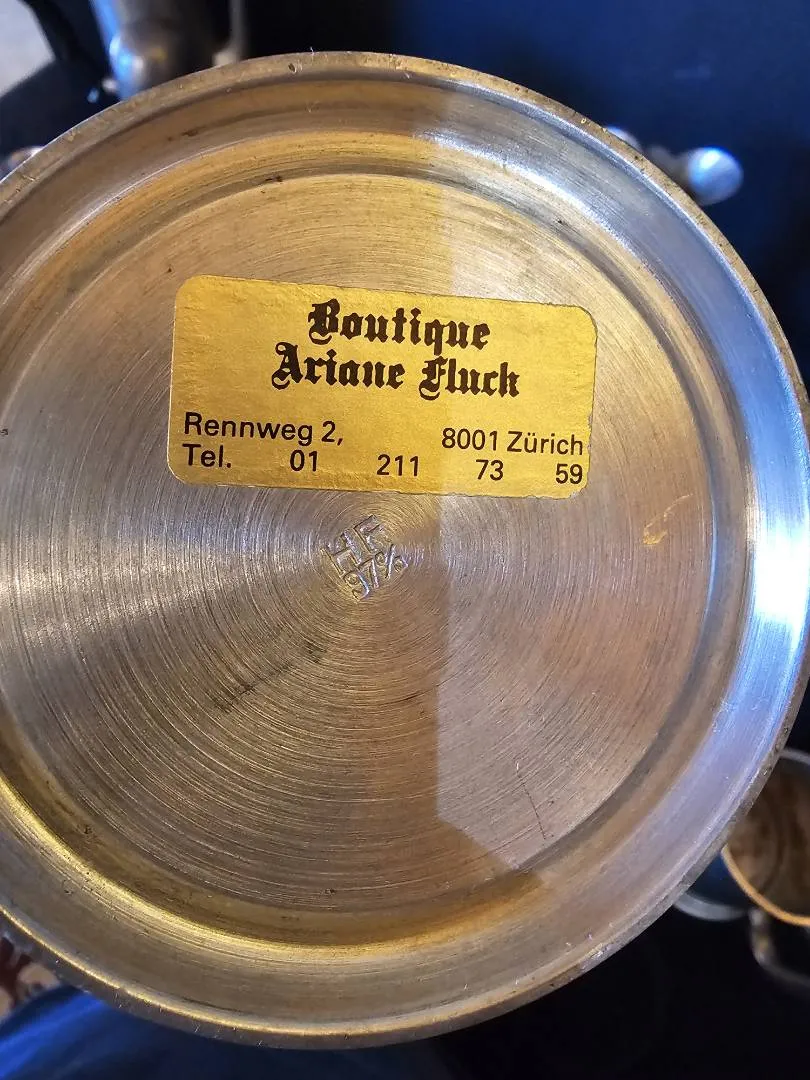 Boutique
Ariane Fluck
Rennweg 2, 8001 Zürich
Tel. 01 211 73 59
HF
97%